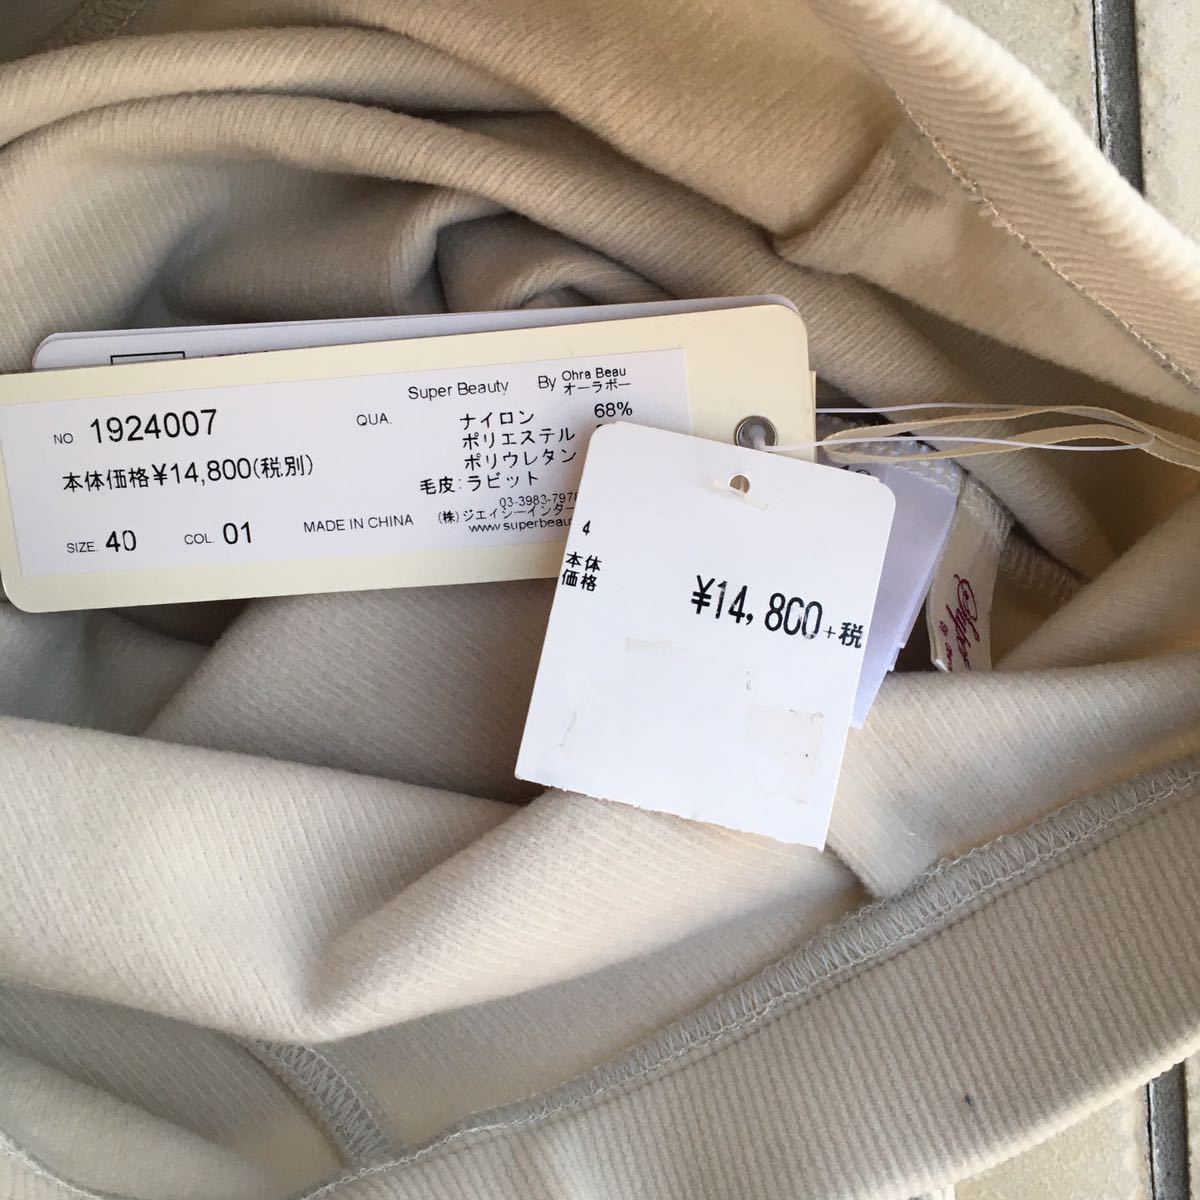 Super Beauty By Ohra Beau
オーラボー
NO 1924007
QUA. ナイロン 68%
ポリエステル
ポリウレタン
本体価格¥14,800(税別)
毛皮:ラビット
03-3983-7978
SIZE. 40 COL. 01 MADE IN CHINA (株)ジェイシーインター
www.superbeau
4
本体
価格
¥14,800+税